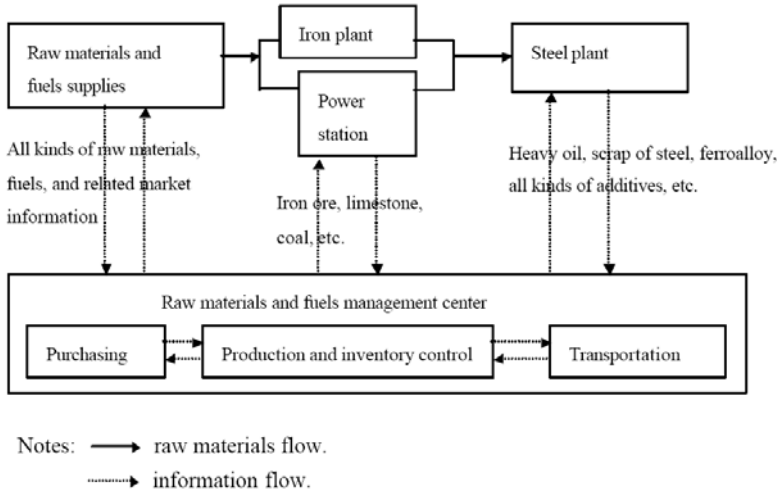 Raw materials and
fuels supplies
Iron plant
Power
station
Steel plant
All kinds of raw materials,
fuels, and related market
information
Iron ore, limestone,
coal, etc.
Heavy oil, scrap of steel, ferroalloy,
all kinds of additives, etc.
Raw materials and fuels management center
Purchasing
Production and inventory control
Transportation
Notes:
raw materials flow.
information flow.